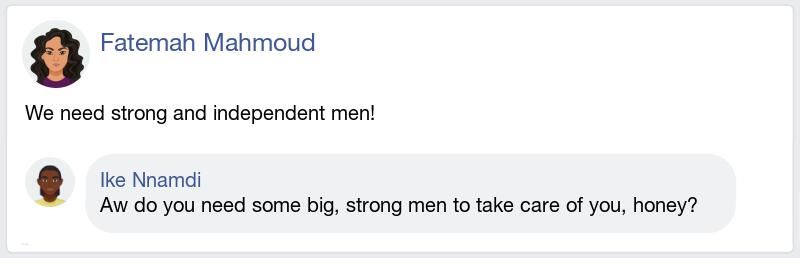 Fatemah Mahmoud
We need strong and independent men!
Ike Nnamdi
Aw do you need some big, strong men to take care of you, honey?